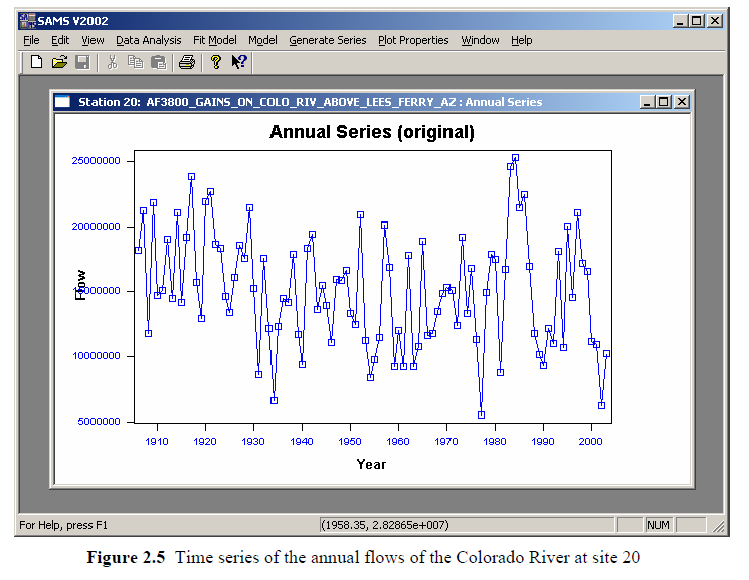 SAMS V2002
File Edit View Data Analysis Fit Model Model Generate Series Plot Properties Window Help
Station 20: AF3800_GAINS_ON_COLO_RIV_ABOVE_LEES_FERRY_AZ : Annual Series
Annual Series (original)
25000000
20000000
15000000
10000000
5000000
Flow
1910 1920 1930 1940 1950 1960 1970 1980 1990 2000
Year
For Help, press F1 (1958.35, 2.82865e+007) NUM
Figure 2.5 Time series of the annual flows of the Colorado River at site 20